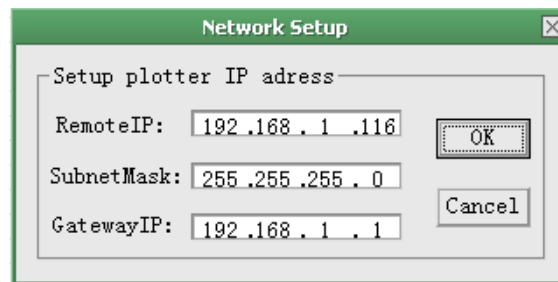 Network Setup
Setup plotter IP adress
RemoteIP: 192 .168 . 1 .116
OK
SubnetMask: 255 .255 .255 . 0
Cancel
GatewayIP: 192 .168 . 1 . 1